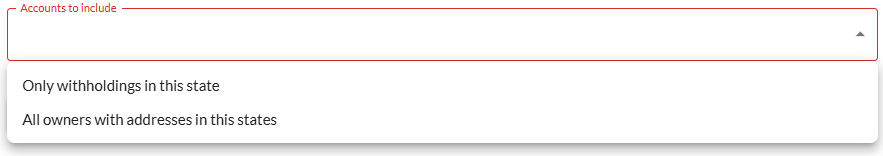 Accounts to include
Only withholdings in this state
All owners with addresses in this states